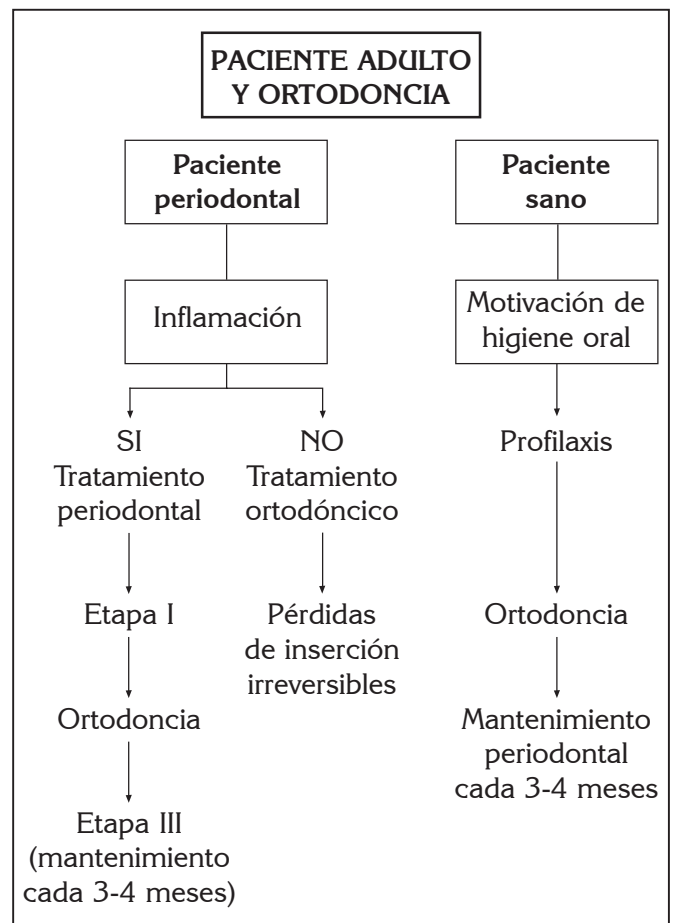 PACIENTE ADULTO
Y ORTODONCIA
Paciente
periodontal
Inflamación
SI
Tratamiento
periodontal
Etapa I
Ortodoncia
Etapa III
(mantenimiento
cada 3-4 meses)
NO
Tratamiento
ortodóncico
Pérdidas
de inserción
irreversibles
Paciente
sano
Motivación de
higiene oral
Profilaxis
Ortodoncia
Mantenimiento
periodontal
cada 3-4 meses